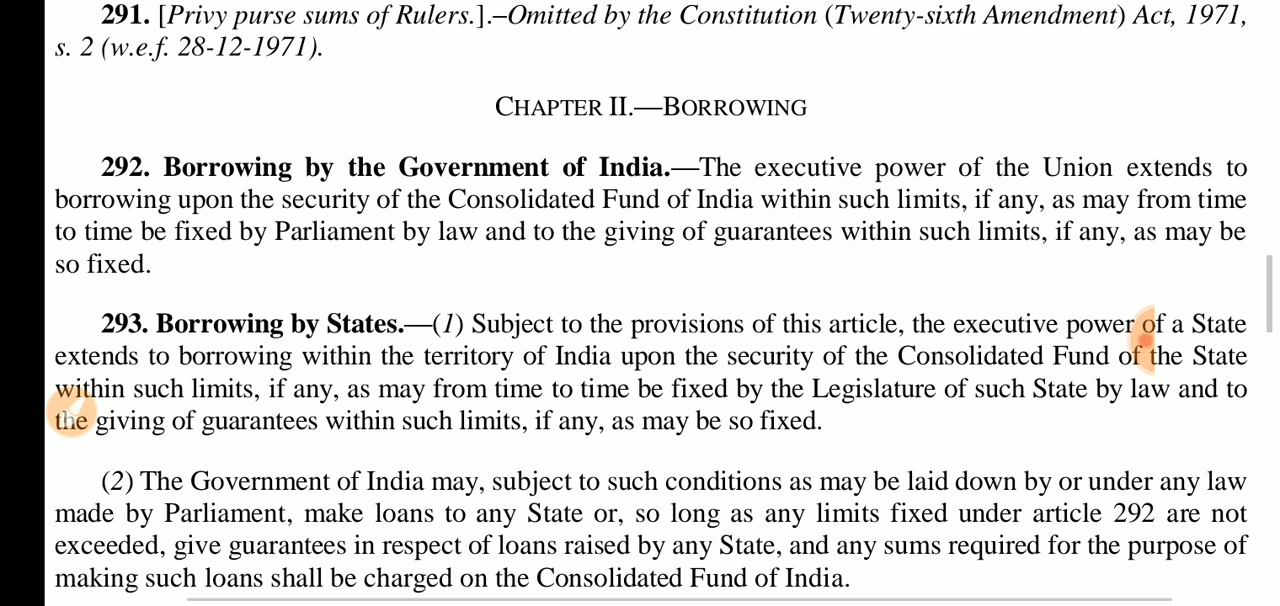 291. [Privy purse sums of Rulers.].–Omitted by the Constitution (Twenty-sixth Amendment) Act, 1971,
s. 2 (w.e.f. 28-12-1971).
CHAPTER II.—BORROWING
292. Borrowing by the Government of India.—The executive power of the Union extends to
borrowing upon the security of the Consolidated Fund of India within such limits, if any, as may from time
to time be fixed by Parliament by law and to the giving of guarantees within such limits, if any, as may be
so fixed.
293. Borrowing by States.—(1) Subject to the provisions of this article, the executive power of a State
extends to borrowing within the territory of India upon the security of the Consolidated Fund of the State
within such limits, if any, as may from time to time be fixed by the Legislature of such State by law and to
the giving of guarantees within such limits, if any, as may be so fixed.
(2) The Government of India may, subject to such conditions as may be laid down by or under any law
made by Parliament, make loans to any State or, so long as any limits fixed under article 292 are not
exceeded, give guarantees in respect of loans raised by any State, and any sums required for the purpose of
making such loans shall be charged on the Consolidated Fund of India.